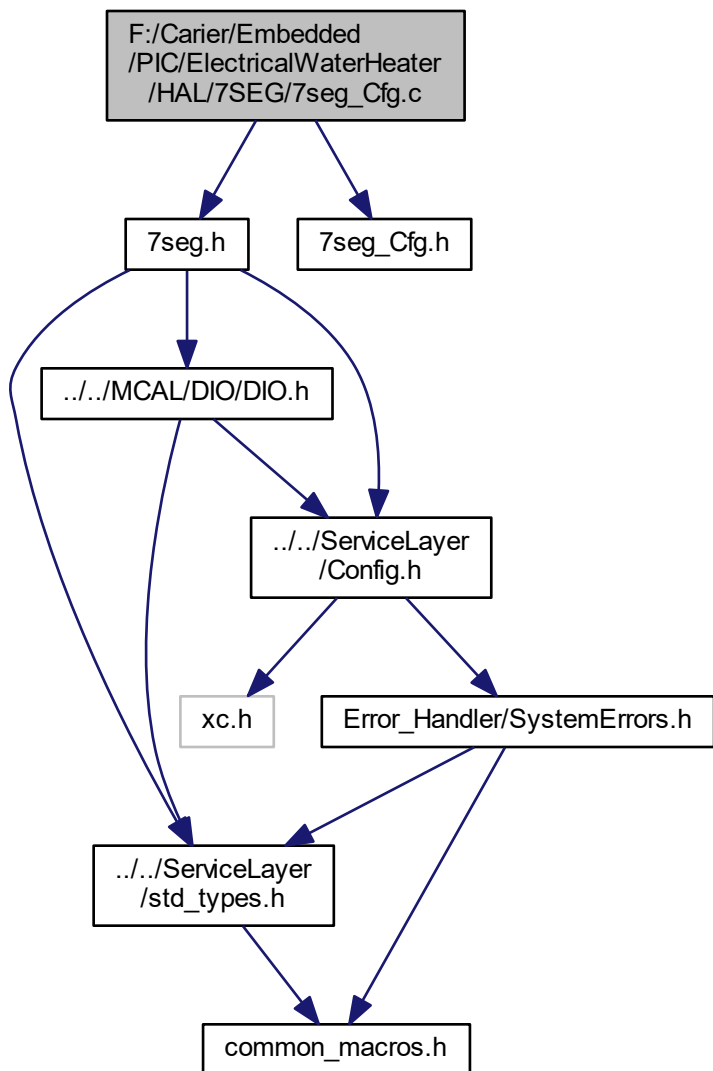 F:/Carier/Embedded
/PIC/ElectricalWaterHeater
/HAL/7SEG/7seg_Cfg.c
7seg.h
7seg_Cfg.h
../../MCAL/DIO/DIO.h
../../ServiceLayer
/Config.h
xc.h
Error_Handler/SystemErrors.h
../../ServiceLayer
/std_types.h
common_macros.h